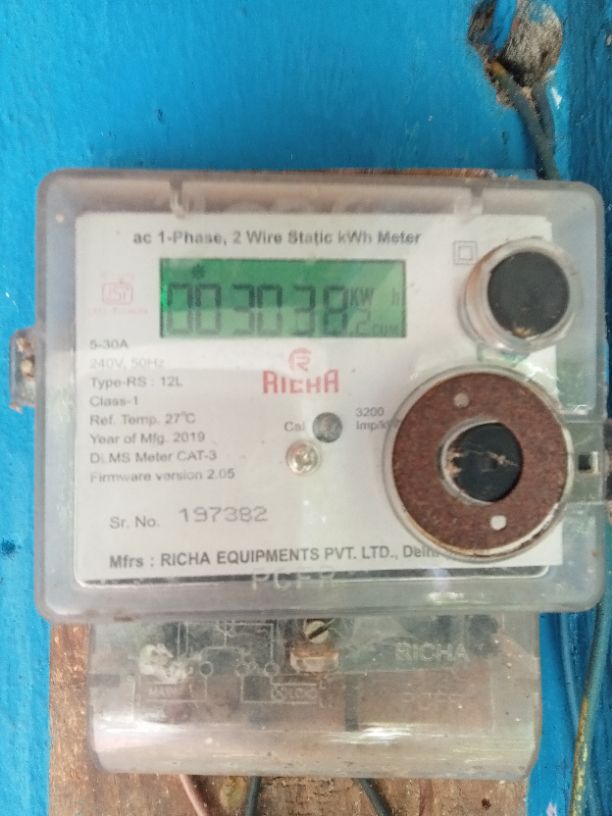 ac 1-Phase, 2 Wire Static kWh Meter
003038.2 KW h
CUM
5-30A
240V, 50Hz
Type-RS : 12L
Class-1
Ref. Temp. 27°C
Year of Mfg. 2019
DLMS Meter CAT-3
Firmware version 2.05
RICHA
Cal
3200
Sr. No. 197382
Mfrs : RICHA EQUIPMENTS PVT. LTD.,
RICHA